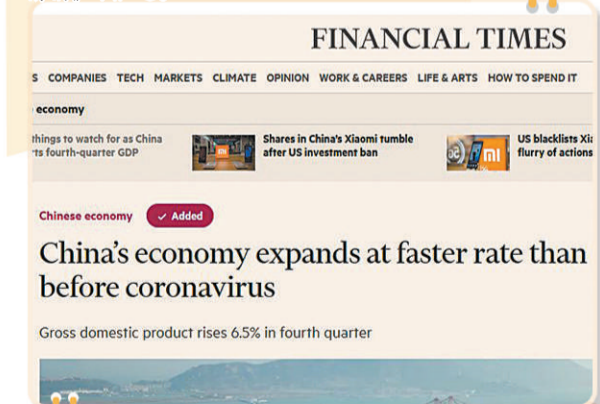 FINANCIAL TIMES
S COMPANIES TECH MARKETS CLIMATE OPINION WORK & CAREERS LIFE & ARTS HOW TO SPEND IT
economy
things to watch for as China
fourth-quarter GDP
Shares in China's Xiaomi tumble
after US investment ban
US blacklists
flurry of actions
Chinese economy
Added
China's economy expands at faster rate than
before coronavirus
Gross domestic product rises 6.5% in fourth quarter